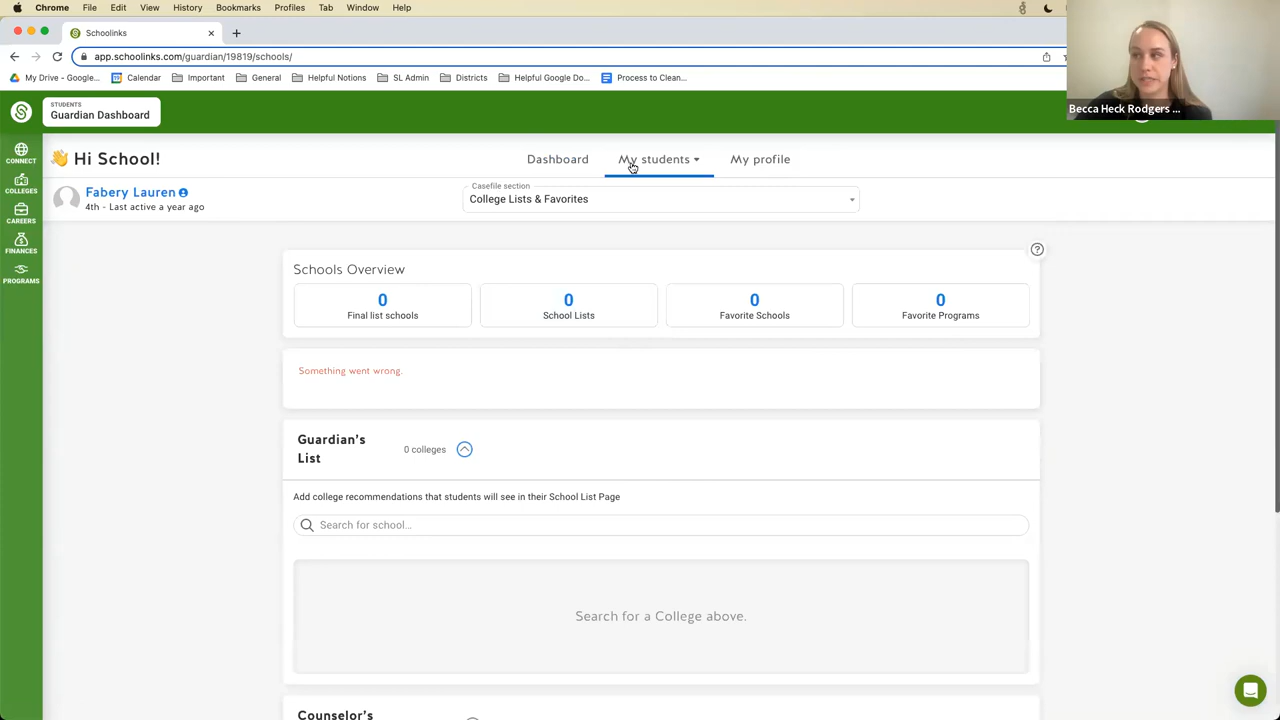 Chrome File Edit View History Bookmarks Profiles Tab Window Help
Schoolinks
app.schoolinks.com/guardian/19819/schools/
My Drive - Google... Calendar Important General Helpful Notions SL Admin Districts Helpful Google Do... Process to Clean...
Becca Heck Rodgers ...
STUDENTS
Guardian Dashboard
CONNECT
COLLEGES
CAREERS
FINANCES
PROGRAMS
Hi School!
Dashboard My students My profile
Fabery Lauren
4th - Last active a year ago
Casefile section
College Lists & Favorites
Schools Overview
0
Final list schools
0
School Lists
0
Favorite Schools
0
Favorite Programs
Something went wrong.
Guardian's
List
0 colleges
Add college recommendations that students will see in their School List Page
Search for school...
Search for a College above.
Counselor's